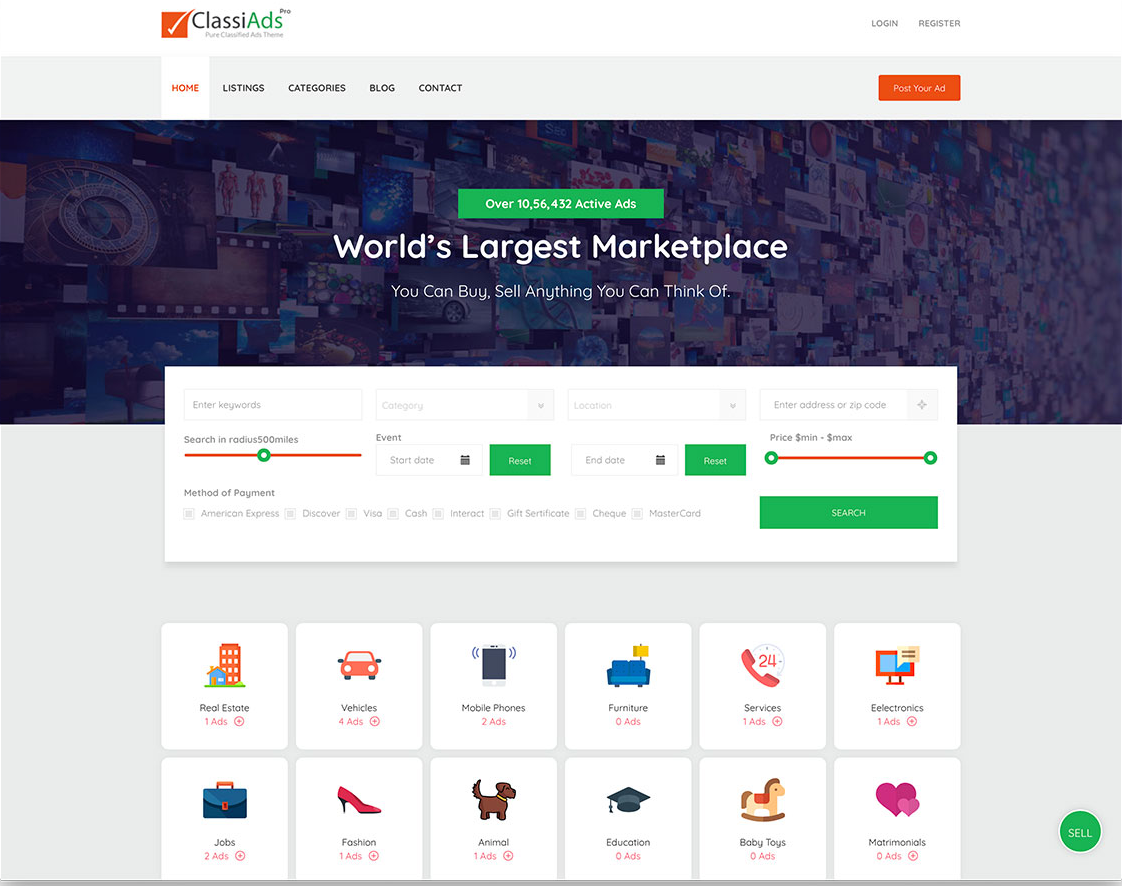 ClassiAds Pro
Pure Classified Ads Theme
LOGIN REGISTER
HOME LISTINGS CATEGORIES BLOG CONTACT Post Your Ad
Over 10,56,432 Active Ads
World's Largest Marketplace
You Can Buy, Sell Anything You Can Think Of.
Enter keywords Category Location Enter address or zip code
Search in radius500miles Event Price $min - $max
Start date Reset End date Reset
Method of Payment
American Express Discover Visa Cash Interact Gift Sertificate Cheque MasterCard SEARCH
Real Estate Vehicles Mobile Phones Furniture Services Eelectronics
1 Ads 4 Ads 2 Ads 0 Ads 1 Ads 1 Ads
24
Jobs Fashion Animal Education Baby Toys Matrimonials
2 Ads 1 Ads 1 Ads 0 Ads 0 Ads 0 Ads
SELL